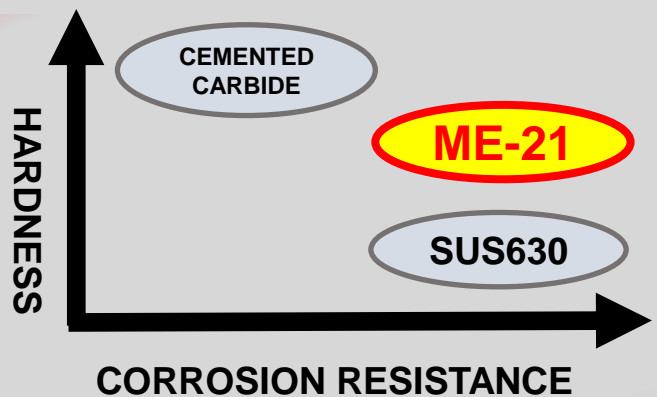 CEMENTED
CARBIDE
ME-21
SUS630
HARDNESS
CORROSION RESISTANCE